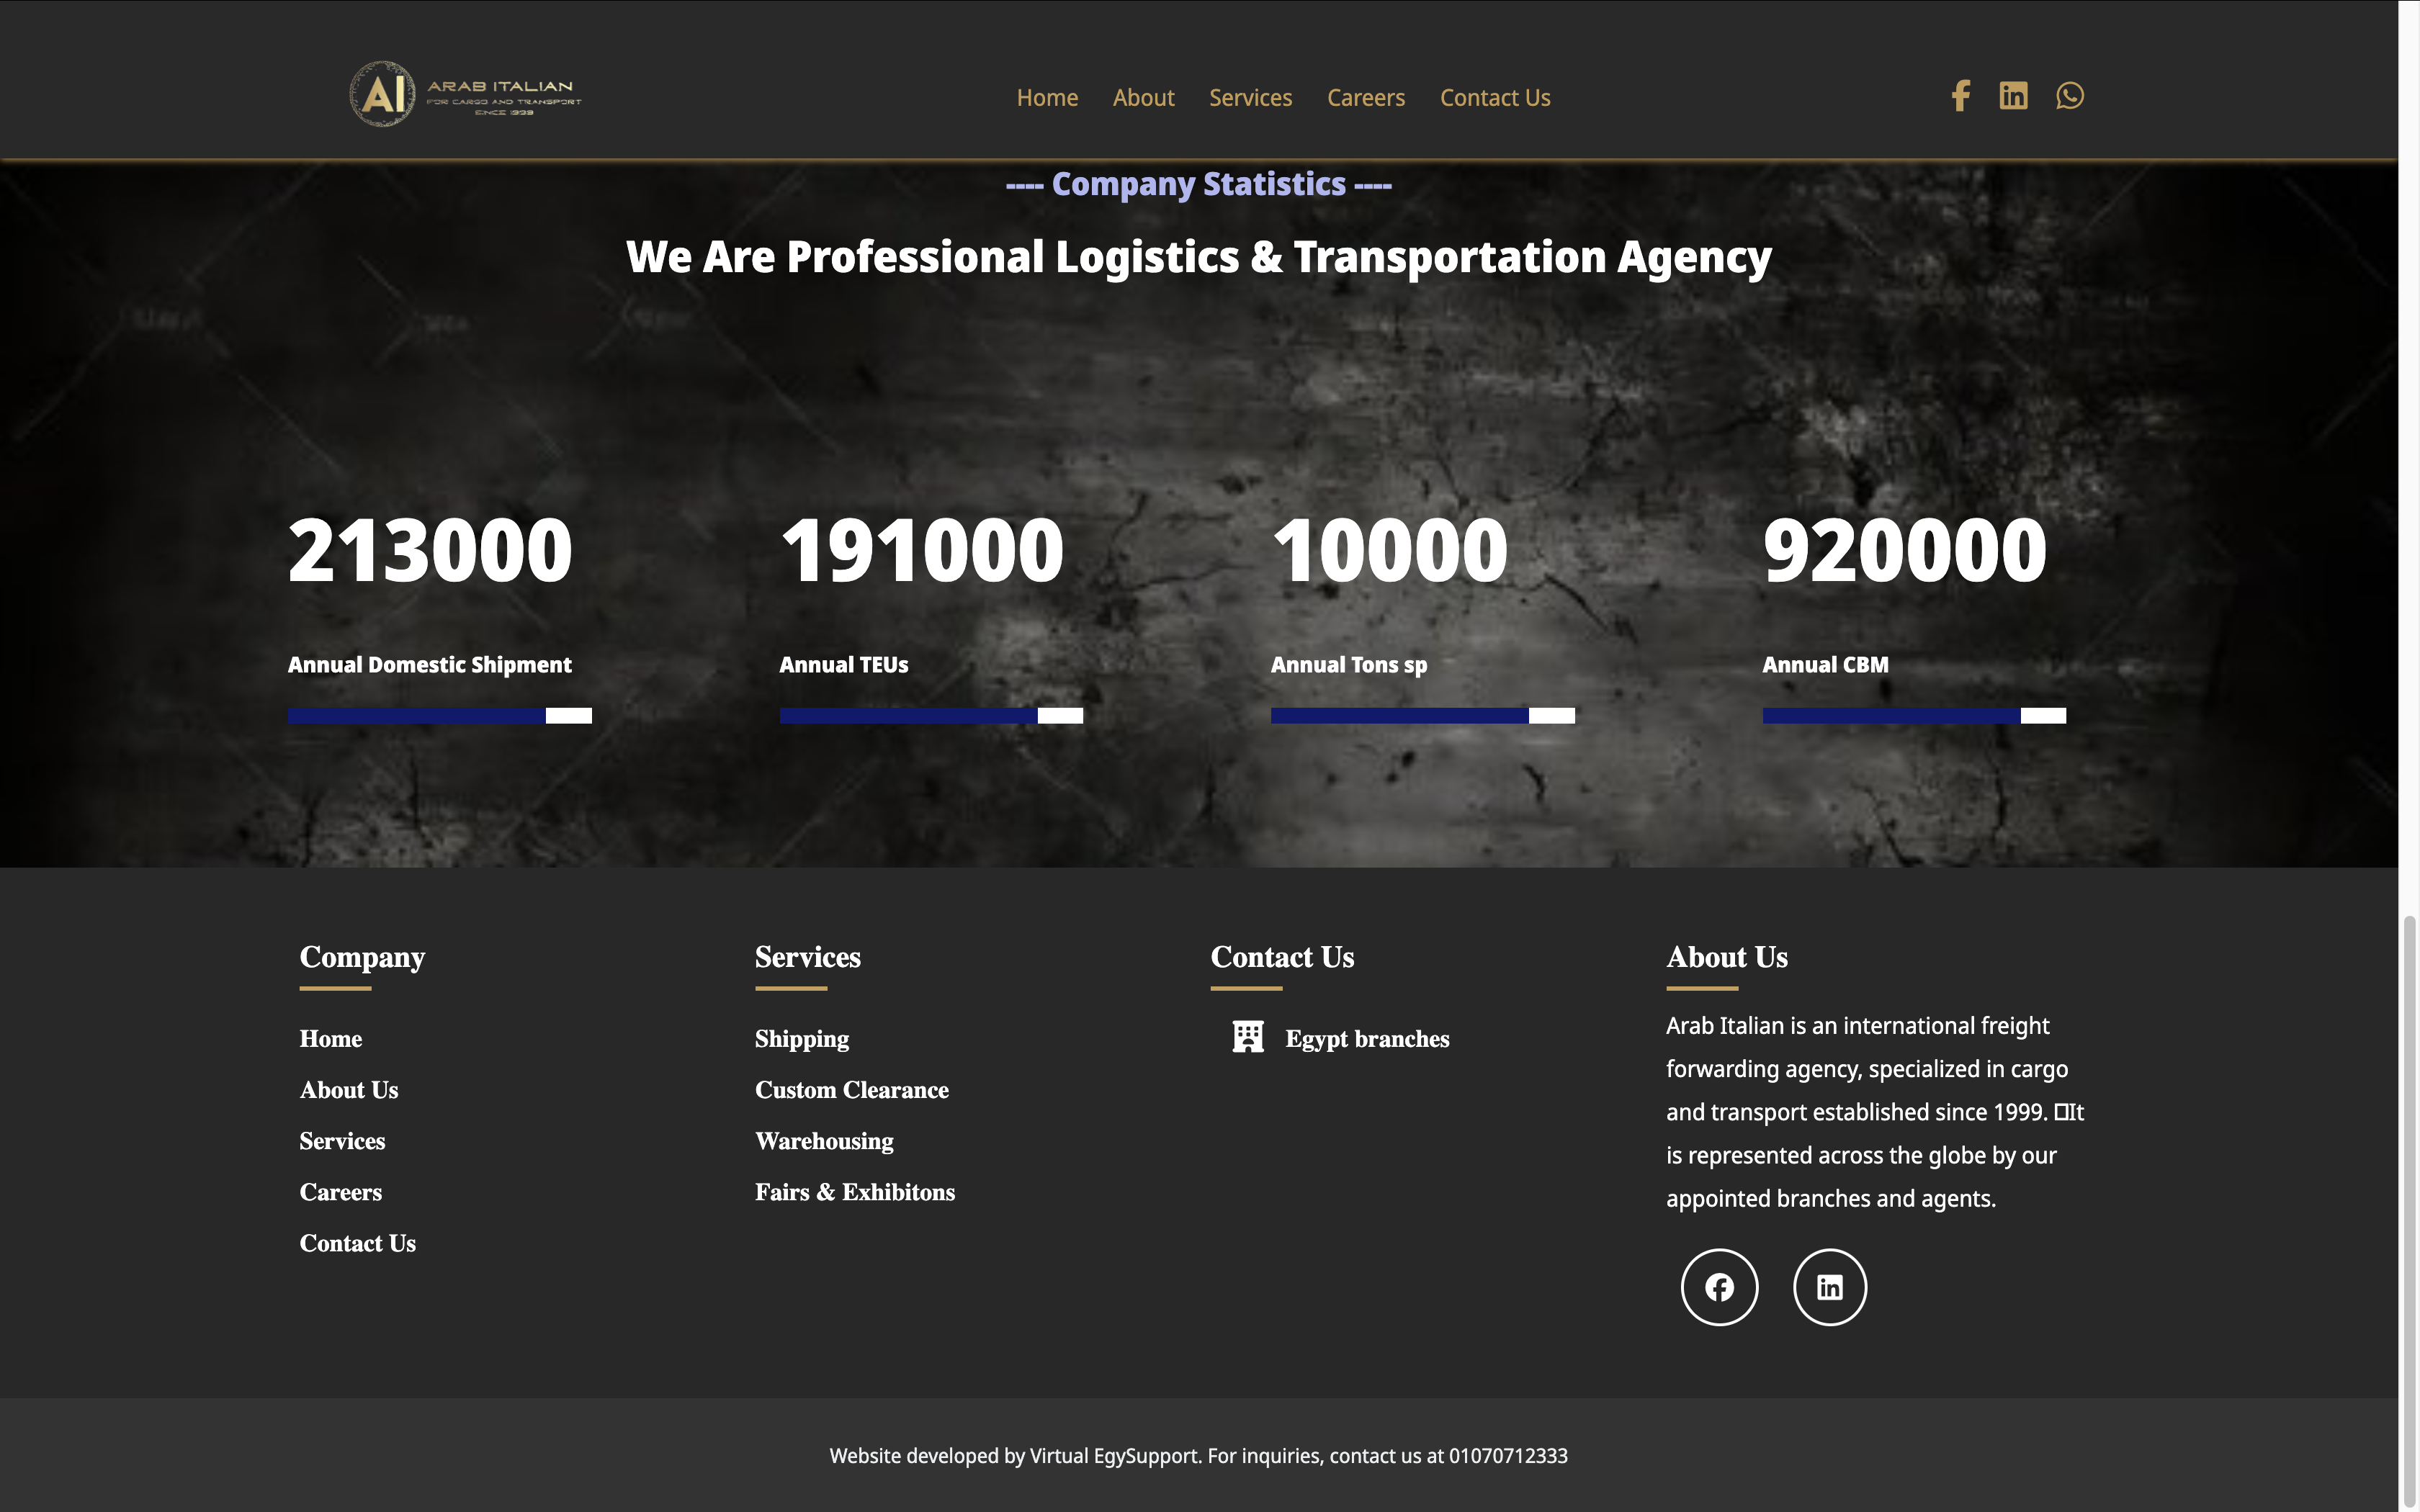 AI ARAB ITALIAN
FOR CARGO AND TRANSPORT
SINCE 1999
Home About Services Careers Contact Us
---- Company Statistics ----
We Are Professional Logistics & Transportation Agency
213000
Annual Domestic Shipment
191000
Annual TEUs
10000
Annual Tons sp
920000
Annual CBM
Company
Home
About Us
Services
Careers
Contact Us
Services
Shipping
Custom Clearance
Warehousing
Fairs & Exhibitons
Contact Us
Egypt branches
About Us
Arab Italian is an international freight
forwarding agency, specialized in cargo
and transport established since 1999. It
is represented across the globe by our
appointed branches and agents.
Website developed by Virtual EgySupport. For inquiries, contact us at 01070712333